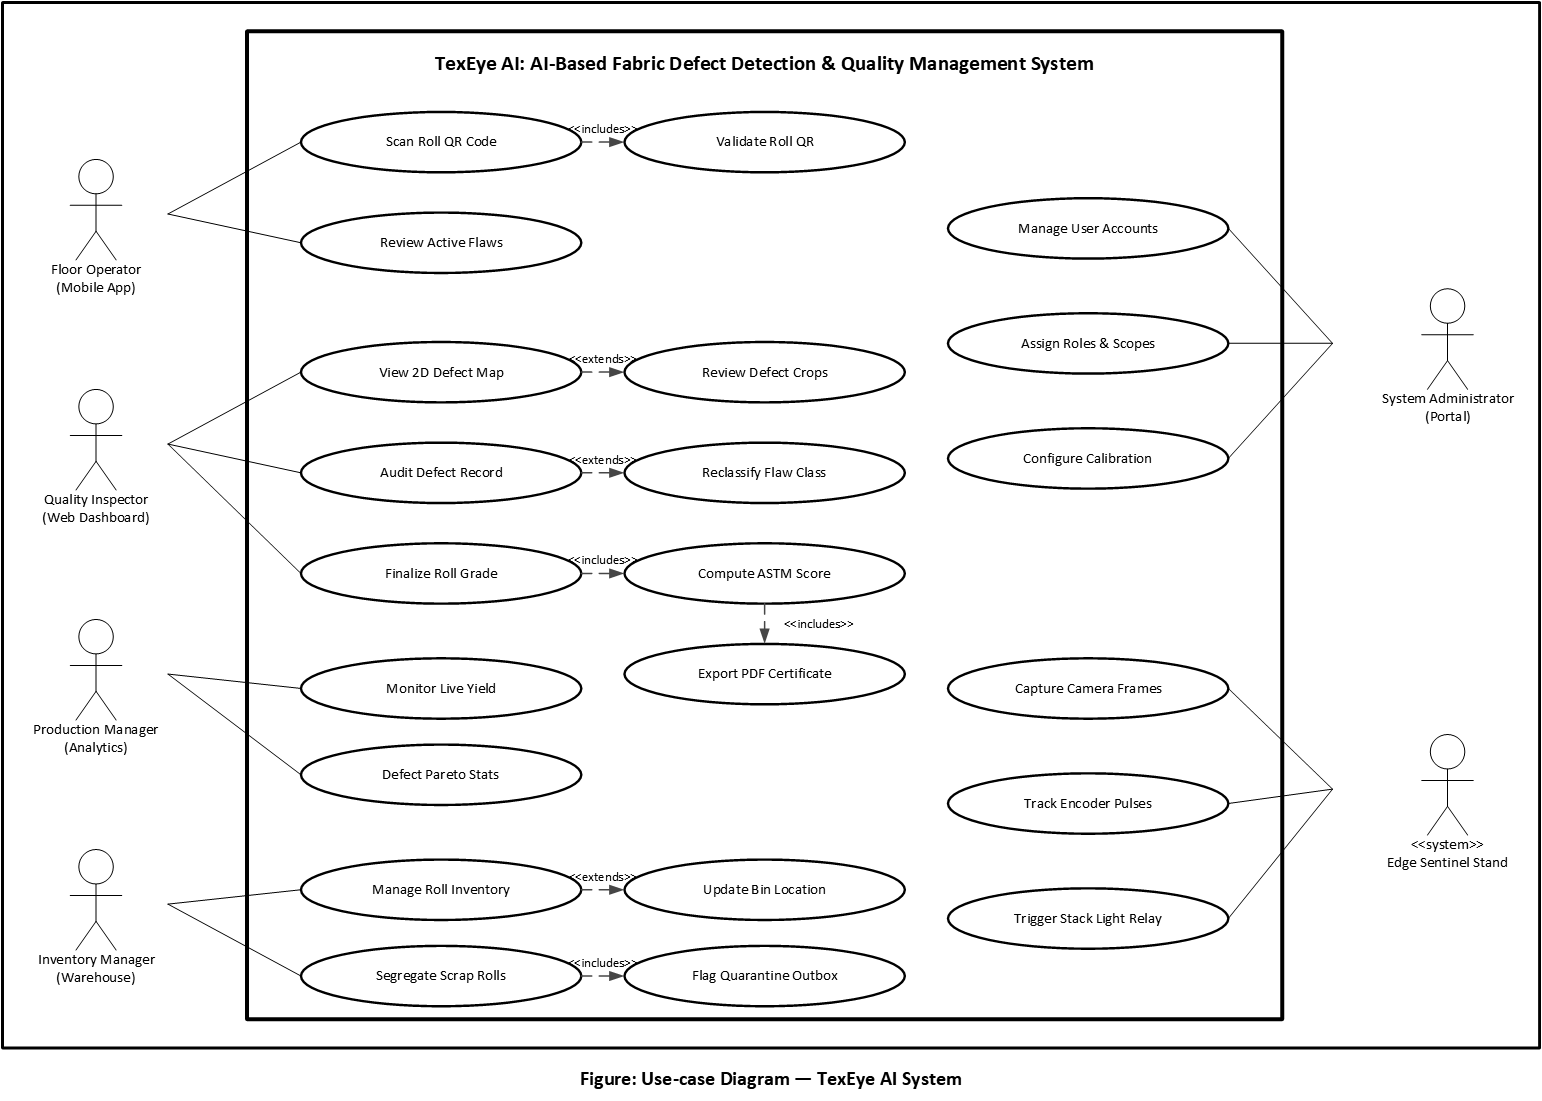 TexEye AI: AI-Based Fabric Defect Detection & Quality Management System
Scan Roll QR Code
<<includes>>
Validate Roll QR
Review Active Flaws
Floor Operator
(Mobile App)
View 2D Defect Map
<<extends>>
Review Defect Crops
Audit Defect Record
<<extends>>
Reclassify Flaw Class
Finalize Roll Grade
<<includes>>
Compute ASTM Score
<<includes>>
Export PDF Certificate
Quality Inspector
(Web Dashboard)
Monitor Live Yield
Defect Pareto Stats
Production Manager
(Analytics)
Manage Roll Inventory
<<extends>>
Update Bin Location
Segregate Scrap Rolls
<<includes>>
Flag Quarantine Outbox
Inventory Manager
(Warehouse)
Manage User Accounts
Assign Roles & Scopes
Configure Calibration
System Administrator
(Portal)
Capture Camera Frames
Track Encoder Pulses
Trigger Stack Light Relay
<<system>>
Edge Sentinel Stand
Figure: Use-case Diagram — TexEye AI System